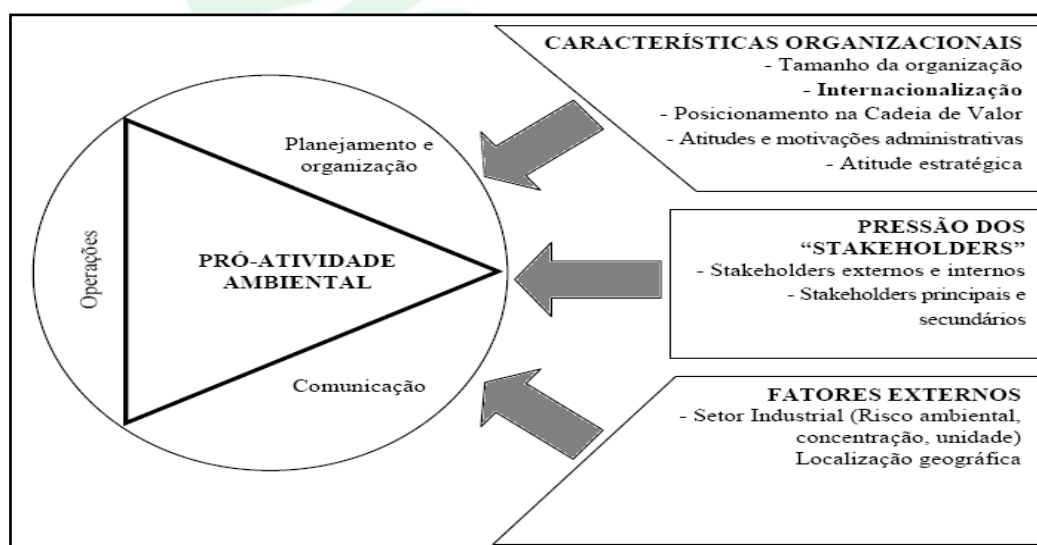 CARACTERÍSTICAS ORGANIZACIONAIS
- Tamanho da organização
- Internacionalização
- Posicionamento na Cadeia de Valor
- Atitudes e motivações administrativas
- Atitude estratégica
Planejamento e
organização
Operações
PRÓ-ATIVIDADE
AMBIENTAL
Comunicação
PRESSÃO DOS
“STAKEHOLDERS”
- Stakeholders externos e internos
- Stakeholders principais e
secundários
FATORES EXTERNOS
- Setor Industrial (Risco ambiental,
concentração, unidade)
Localização geográfica